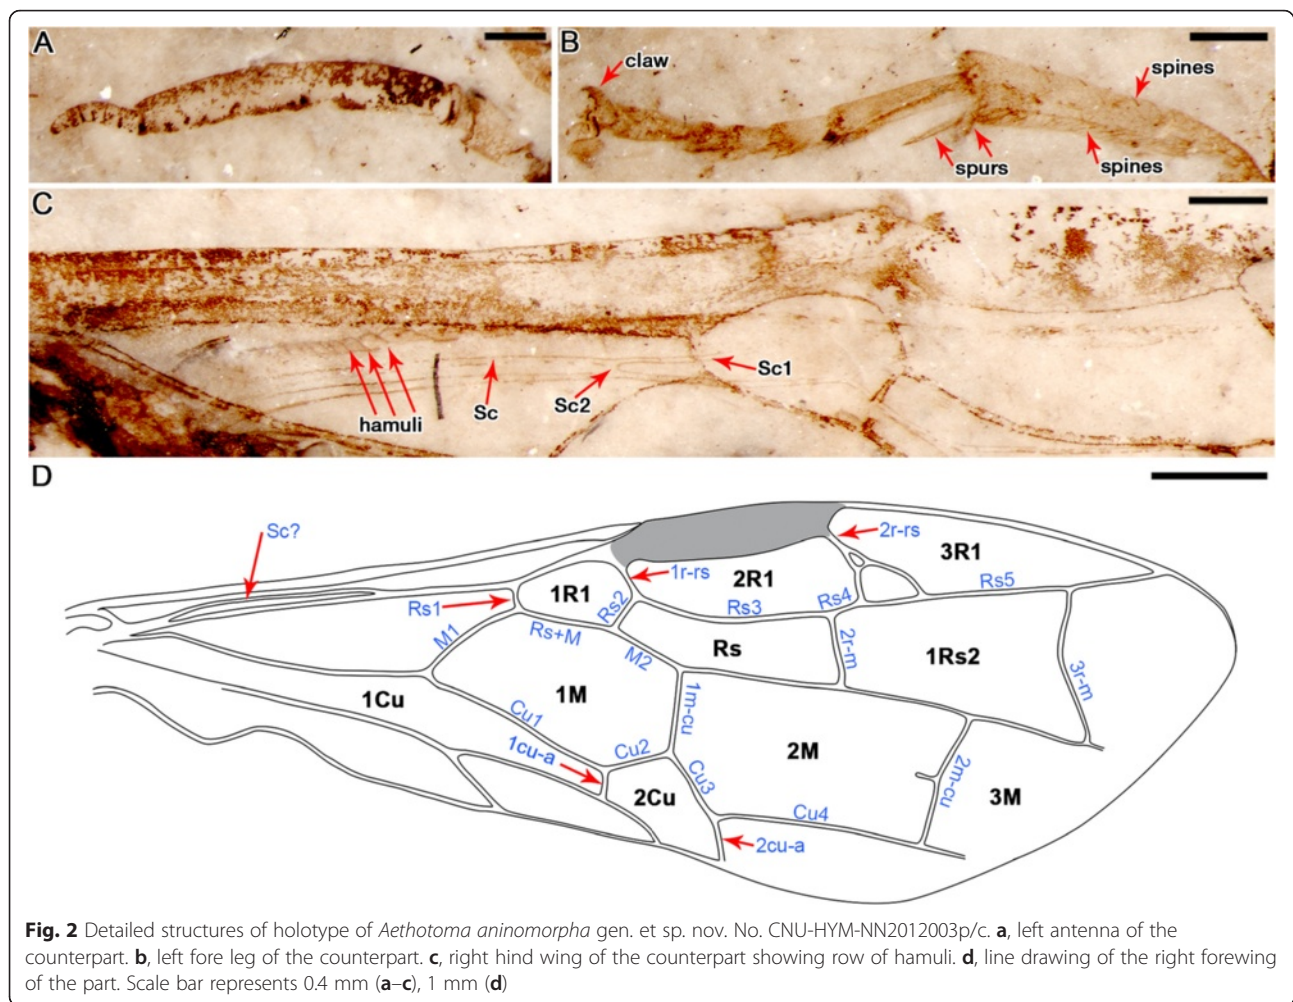 A
B
claw
spines
spurs
spines
C
hamuli
Sc
Sc2
Sc1
D
Sc?
2r-rs
3R1
1r-rs
2R1
Rs5
Rs1
1R1
Rs2
Rs3
Rs4
M1
Rs+M
M2
Rs
2r-m
1Rs2
3r-m
1Cu
1M
1m-cu
Cu1
1cu-a
Cu2
Cu3
2M
2m-cu
3M
2Cu
Cu4
2cu-a
Fig. 2 Detailed structures of holotype of Aethotoma aninomorpha gen. et sp. nov. No. CNU-HYM-NN2012003p/c. a, left antenna of the
counterpart. b, left fore leg of the counterpart. c, right hind wing of the counterpart showing row of hamuli. d, line drawing of the right forewing
of the part. Scale bar represents 0.4 mm (a–c), 1 mm (d)